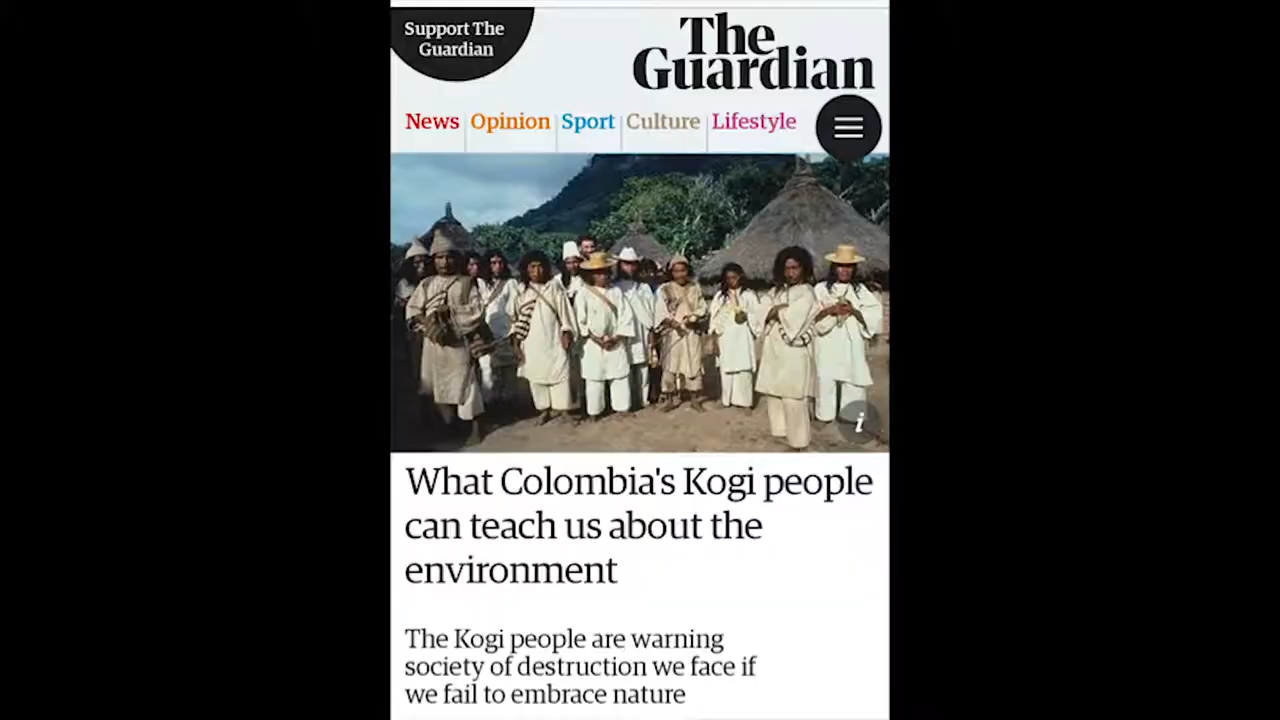 Support The
Guardian
The
Guardian
News Opinion Sport Culture Lifestyle
i
What Colombia's Kogi people
can teach us about the
environment
The Kogi people are warning
society of destruction we face if
we fail to embrace nature